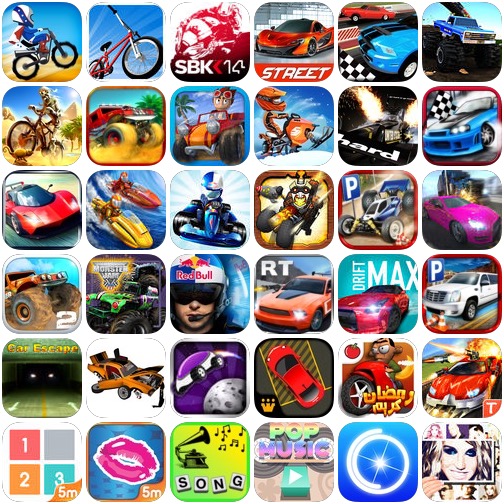 SBK14
STREET
nard
P
2
MONSTER
JAM
Red Bull
RT
DRIFT
MAX
P
Car Escape
رمضان
كريم
T
1
2 3
5m
5m
SONG
POP
MUSIC